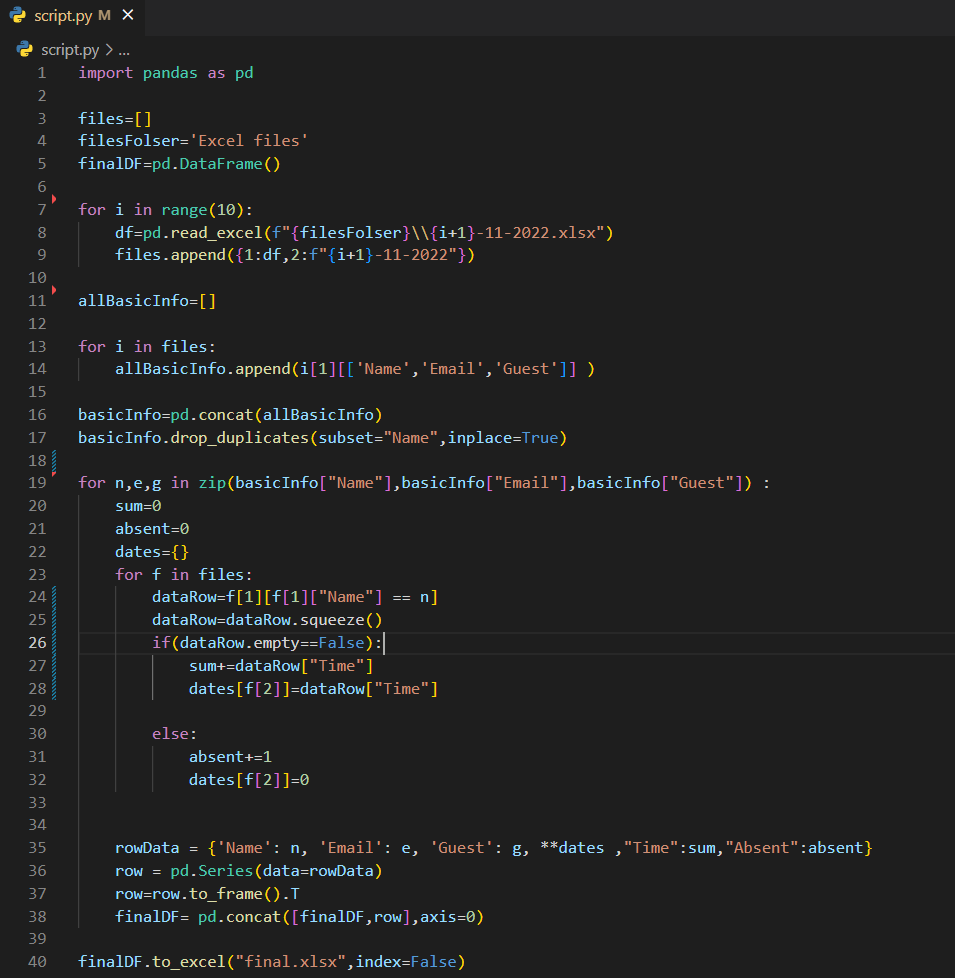 script.py M ×
script.py > ...
1 import pandas as pd
2
3 files=[]
4 filesFolser='Excel files'
5 finalDF=pd.DataFrame()
6
7 for i in range(10):
8     df=pd.read_excel(f"{filesFolser}\\{i+1}-11-2022.xlsx")
9     files.append({1:df,2:f"{i+1}-11-2022"})
10
11 allBasicInfo=[]
12
13 for i in files:
14     allBasicInfo.append(i[1][['Name','Email','Guest']] )
15
16 basicInfo=pd.concat(allBasicInfo)
17 basicInfo.drop_duplicates(subset="Name",inplace=True)
18
19 for n,e,g in zip(basicInfo["Name"],basicInfo["Email"],basicInfo["Guest"]) :
20     sum=0
21     absent=0
22     dates={}
23     for f in files:
24         dataRow=f[1][f[1]["Name"] == n]
25         dataRow=dataRow.squeeze()
26         if(dataRow.empty==False):
27             sum+=dataRow["Time"]
28             dates[f[2]]=dataRow["Time"]
29
30         else:
31             absent+=1
32             dates[f[2]]=0
33
34
35     rowData = {'Name': n, 'Email': e, 'Guest': g, **dates ,"Time":sum,"Absent":absent}
36     row = pd.Series(data=rowData)
37     row=row.to_frame().T
38     finalDF= pd.concat([finalDF,row],axis=0)
39
40 finalDF.to_excel("final.xlsx",index=False)